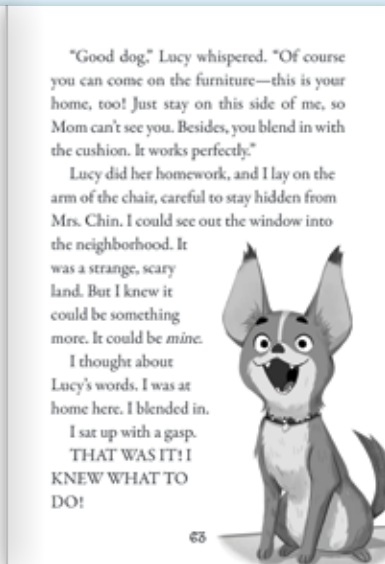 “Good dog,” Lucy whispered. “Of course
you can come on the furniture—this is your
home, too! Just stay on this side of me, so
Mom can’t see you. Besides, you blend in with
the cushion. It works perfectly.”
Lucy did her homework, and I lay on the
arm of the chair, careful to stay hidden from
Mrs. Chin. I could see out the window into
the neighborhood. It
was a strange, scary
land. But I knew it
could be something
more. It could be mine.
I thought about
Lucy’s words. I was at
home here. I blended in.
I sat up with a gasp.
THAT WAS IT! I
KNEW WHAT TO
DO!
63